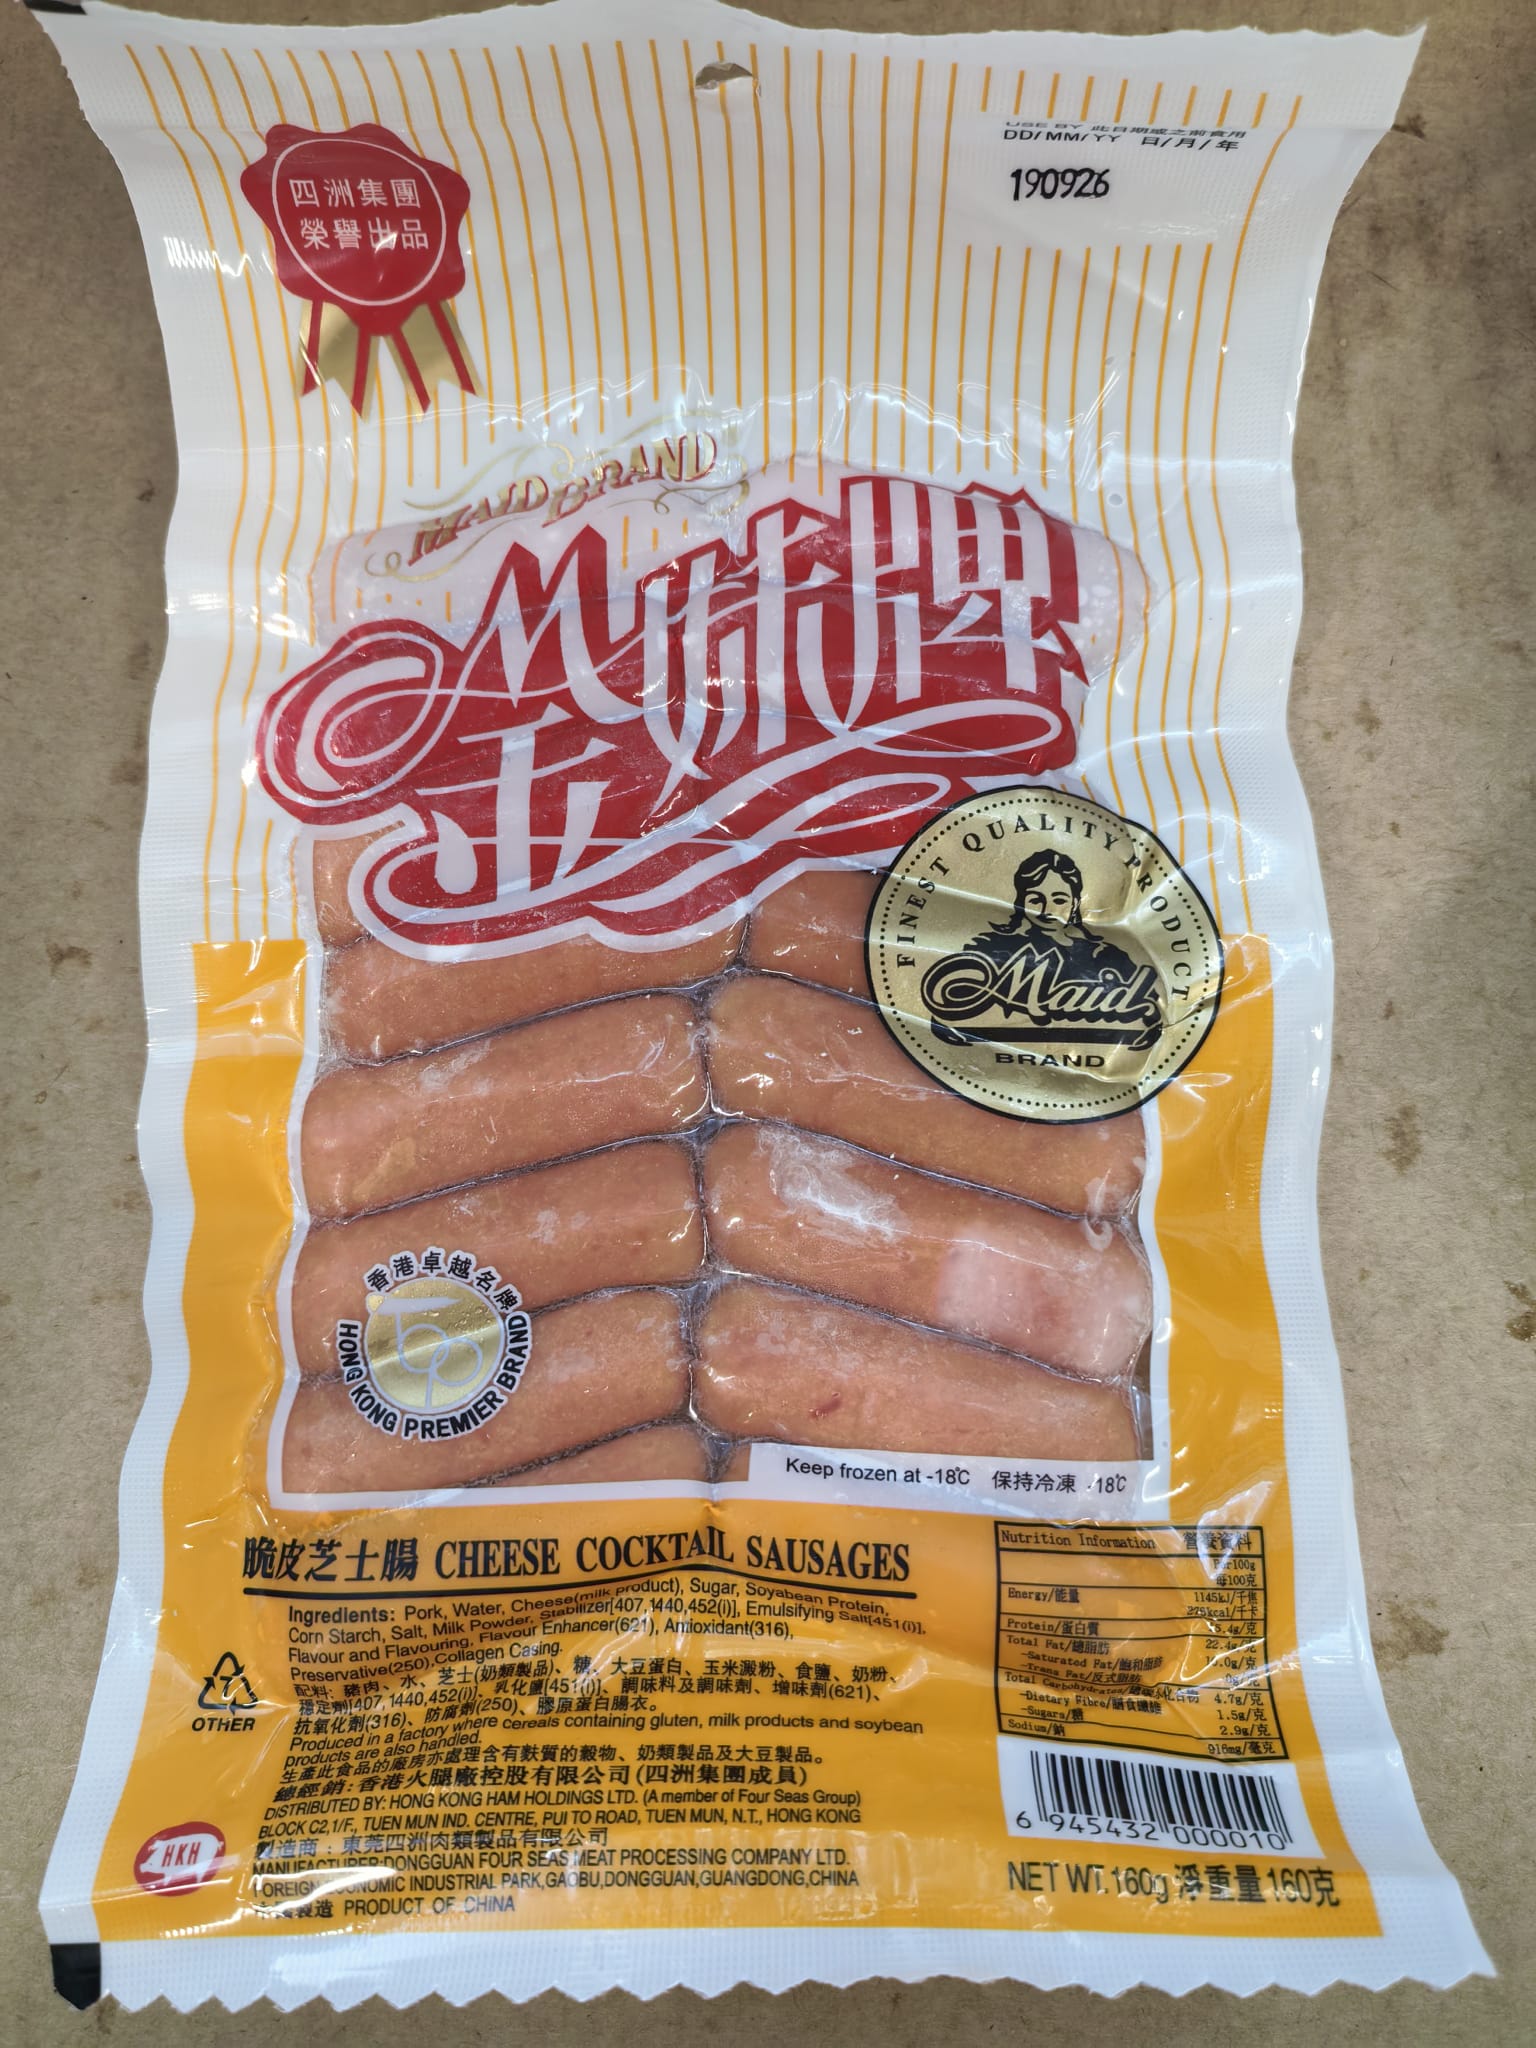 USE BY 此日期或之前食用
DD/MM/YY 日/月/年
190926
四洲集團
榮譽出品
MAID BRAND
金妹牌
FINEST QUALITY PRODUCT
Maid
BRAND
香港卓越名牌
HONG KONG PREMIER BRAND
Keep frozen at -18℃ 保持冷凍 -18℃
脆皮芝士腸 CHEESE COCKTAIL SAUSAGES
Ingredients: Pork, Water, Cheese(milk product), Sugar, Soyabean Protein,
Corn Starch, Salt, Milk Powder, Stabilizer[407,1440,452(i)], Emulsifying Salt[451(i)],
Flavour and Flavouring, Flavour Enhancer(621), Antioxidant(316),
Preservative(250),Collagen Casing.
配料: 豬肉、水、芝士(奶類製品)、糖、大豆蛋白、玉米澱粉、食鹽、奶粉、
穩定劑[407,1440,452(i)]、乳化鹽[451(i)]、調味料及調味劑、增味劑(621)、
抗氧化劑(316)、防腐劑(250)、膠原蛋白腸衣。
Produced in a factory where cereals containing gluten, milk products and soybean
products are also handled.
生產此食品的廠房亦處理含有麩質的穀物、奶類製品及大豆製品。
總經銷:香港火腿廠控股有限公司(四洲集團成員)
DISTRIBUTED BY: HONG KONG HAM HOLDINGS LTD. (A member of Four Seas Group)
BLOCK C2,1/F., TUEN MUN IND. CENTRE, PUI TO ROAD, TUEN MUN, N.T., HONG KONG
製造商:東莞四洲肉類製品有限公司
MANUFACTURER:DONGGUAN FOUR SEAS MEAT PROCESSING COMPANY LTD.
FOREIGN ECONOMIC INDUSTRIAL PARK,GAOBU,DONGGUAN,GUANGDONG,CHINA
中國製造 PRODUCT OF CHINA
7
OTHER
HKH
Nutrition Information 營養資料
Per100g
每100克
Energy/能量 1145kJ/千焦
275kcal/千卡
Protein/蛋白質 5.4g/克
Total Fat/總脂肪 22.4g/克
-Saturated Fat/飽和脂肪 .0g/克
-Trans Fat/反式脂肪 0g/克
Total Carbohydrates/總碳水化合物 4.7g/克
-Dietary Fibre/膳食纖維 1.5g/克
-Sugars/糖 2.9g/克
Sodium/鈉 916mg/毫克
6 945432 000010
NET WT.160g 淨重量160克